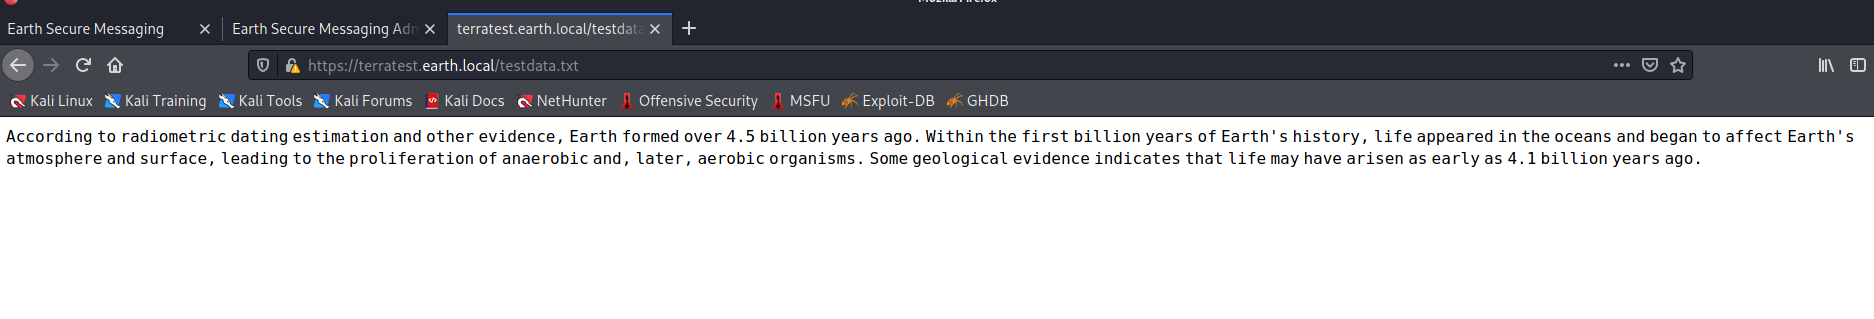 Earth Secure Messaging
Earth Secure Messaging Adm
terratest.earth.local/testdata
https://terratest.earth.local/testdata.txt
Kali Linux
Kali Training
Kali Tools
Kali Forums
Kali Docs
NetHunter
Offensive Security
MSFU
Exploit-DB
GHDB
According to radiometric dating estimation and other evidence, Earth formed over 4.5 billion years ago. Within the first billion years of Earth's history, life appeared in the oceans and began to affect Earth's
atmosphere and surface, leading to the proliferation of anaerobic and, later, aerobic organisms. Some geological evidence indicates that life may have arisen as early as 4.1 billion years ago.